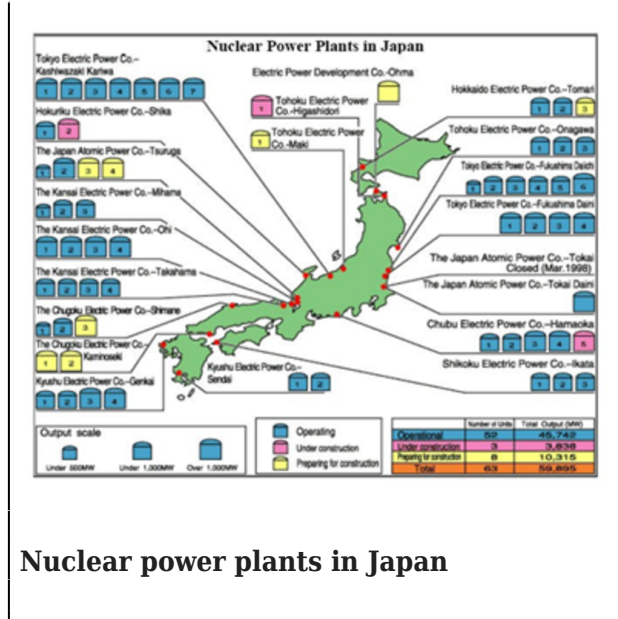 Nuclear Power Plants in Japan
Tokyo Electric Power Co.–
Kashiwazaki Kariwa
1 2 3 4 5 6 7
Hokuriku Electric Power Co.–Shika
1 2
The Japan Atomic Power Co.–Tsuruga
1 2 3 4
The Kansai Electric Power Co.–Mihama
1 2 3
The Kansai Electric Power Co.–Ohi
1 2 3 4
The Kansai Electric Power Co.–Takahama
1 2 3 4
The Chugoku Electric Power Co.–Shimane
1 2 3
The Chugoku Electric Power Co.–
Kaminoseki
1 2
Kyushu Electric Power Co.–Genkai
1 2 3 4
Electric Power Development Co.–Ohma
Tohoku Electric Power
Co.–Higashidori
1
Tohoku Electric Power
Co.–Maki
1
Hokkaido Electric Power Co.–Tomari
1 2 3
Tohoku Electric Power Co.–Onagawa
1 2 3
Tokyo Electric Power Co.–Fukushima Daiichi
1 2 3 4 5 6
Tokyo Electric Power Co.–Fukushima Daini
1 2 3 4
The Japan Atomic Power Co.–Tokai
Closed (Mar.1998)
The Japan Atomic Power Co.–Tokai Daini
Chubu Electric Power Co.–Hamaoka
1 2 3 4 5
Shikoku Electric Power Co.–Ikata
1 2 3
Kyushu Electric Power Co.–
Sendai
1 2
Output scale
Under 500MW Under 1,000MW Over 1,000MW
Operating
Under construction
Preparing for construction
Number of Units Total Output (MW)
Operational 52 45,742
Under construction 3 3,838
Preparing for construction 8 10,315
Total 63 59,895
Nuclear power plants in Japan